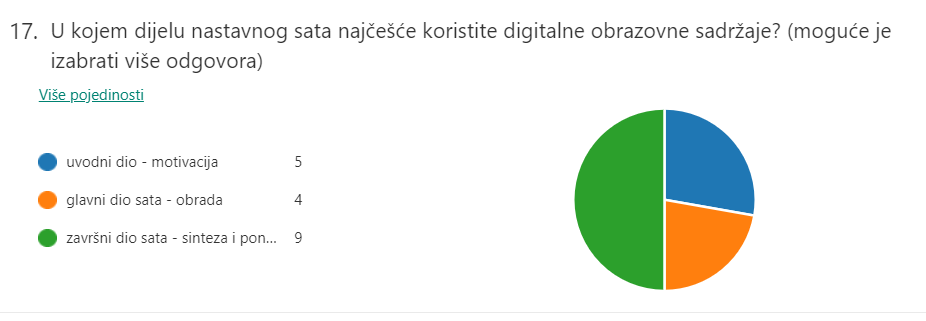 17. U kojem dijelu nastavnog sata najčešće koristite digitalne obrazovne sadržaje? (moguće je
izabrati više odgovora)
Više pojedinosti
uvodni dio - motivacija 5
glavni dio sata - obrada 4
završni dio sata - sinteza i pon... 9